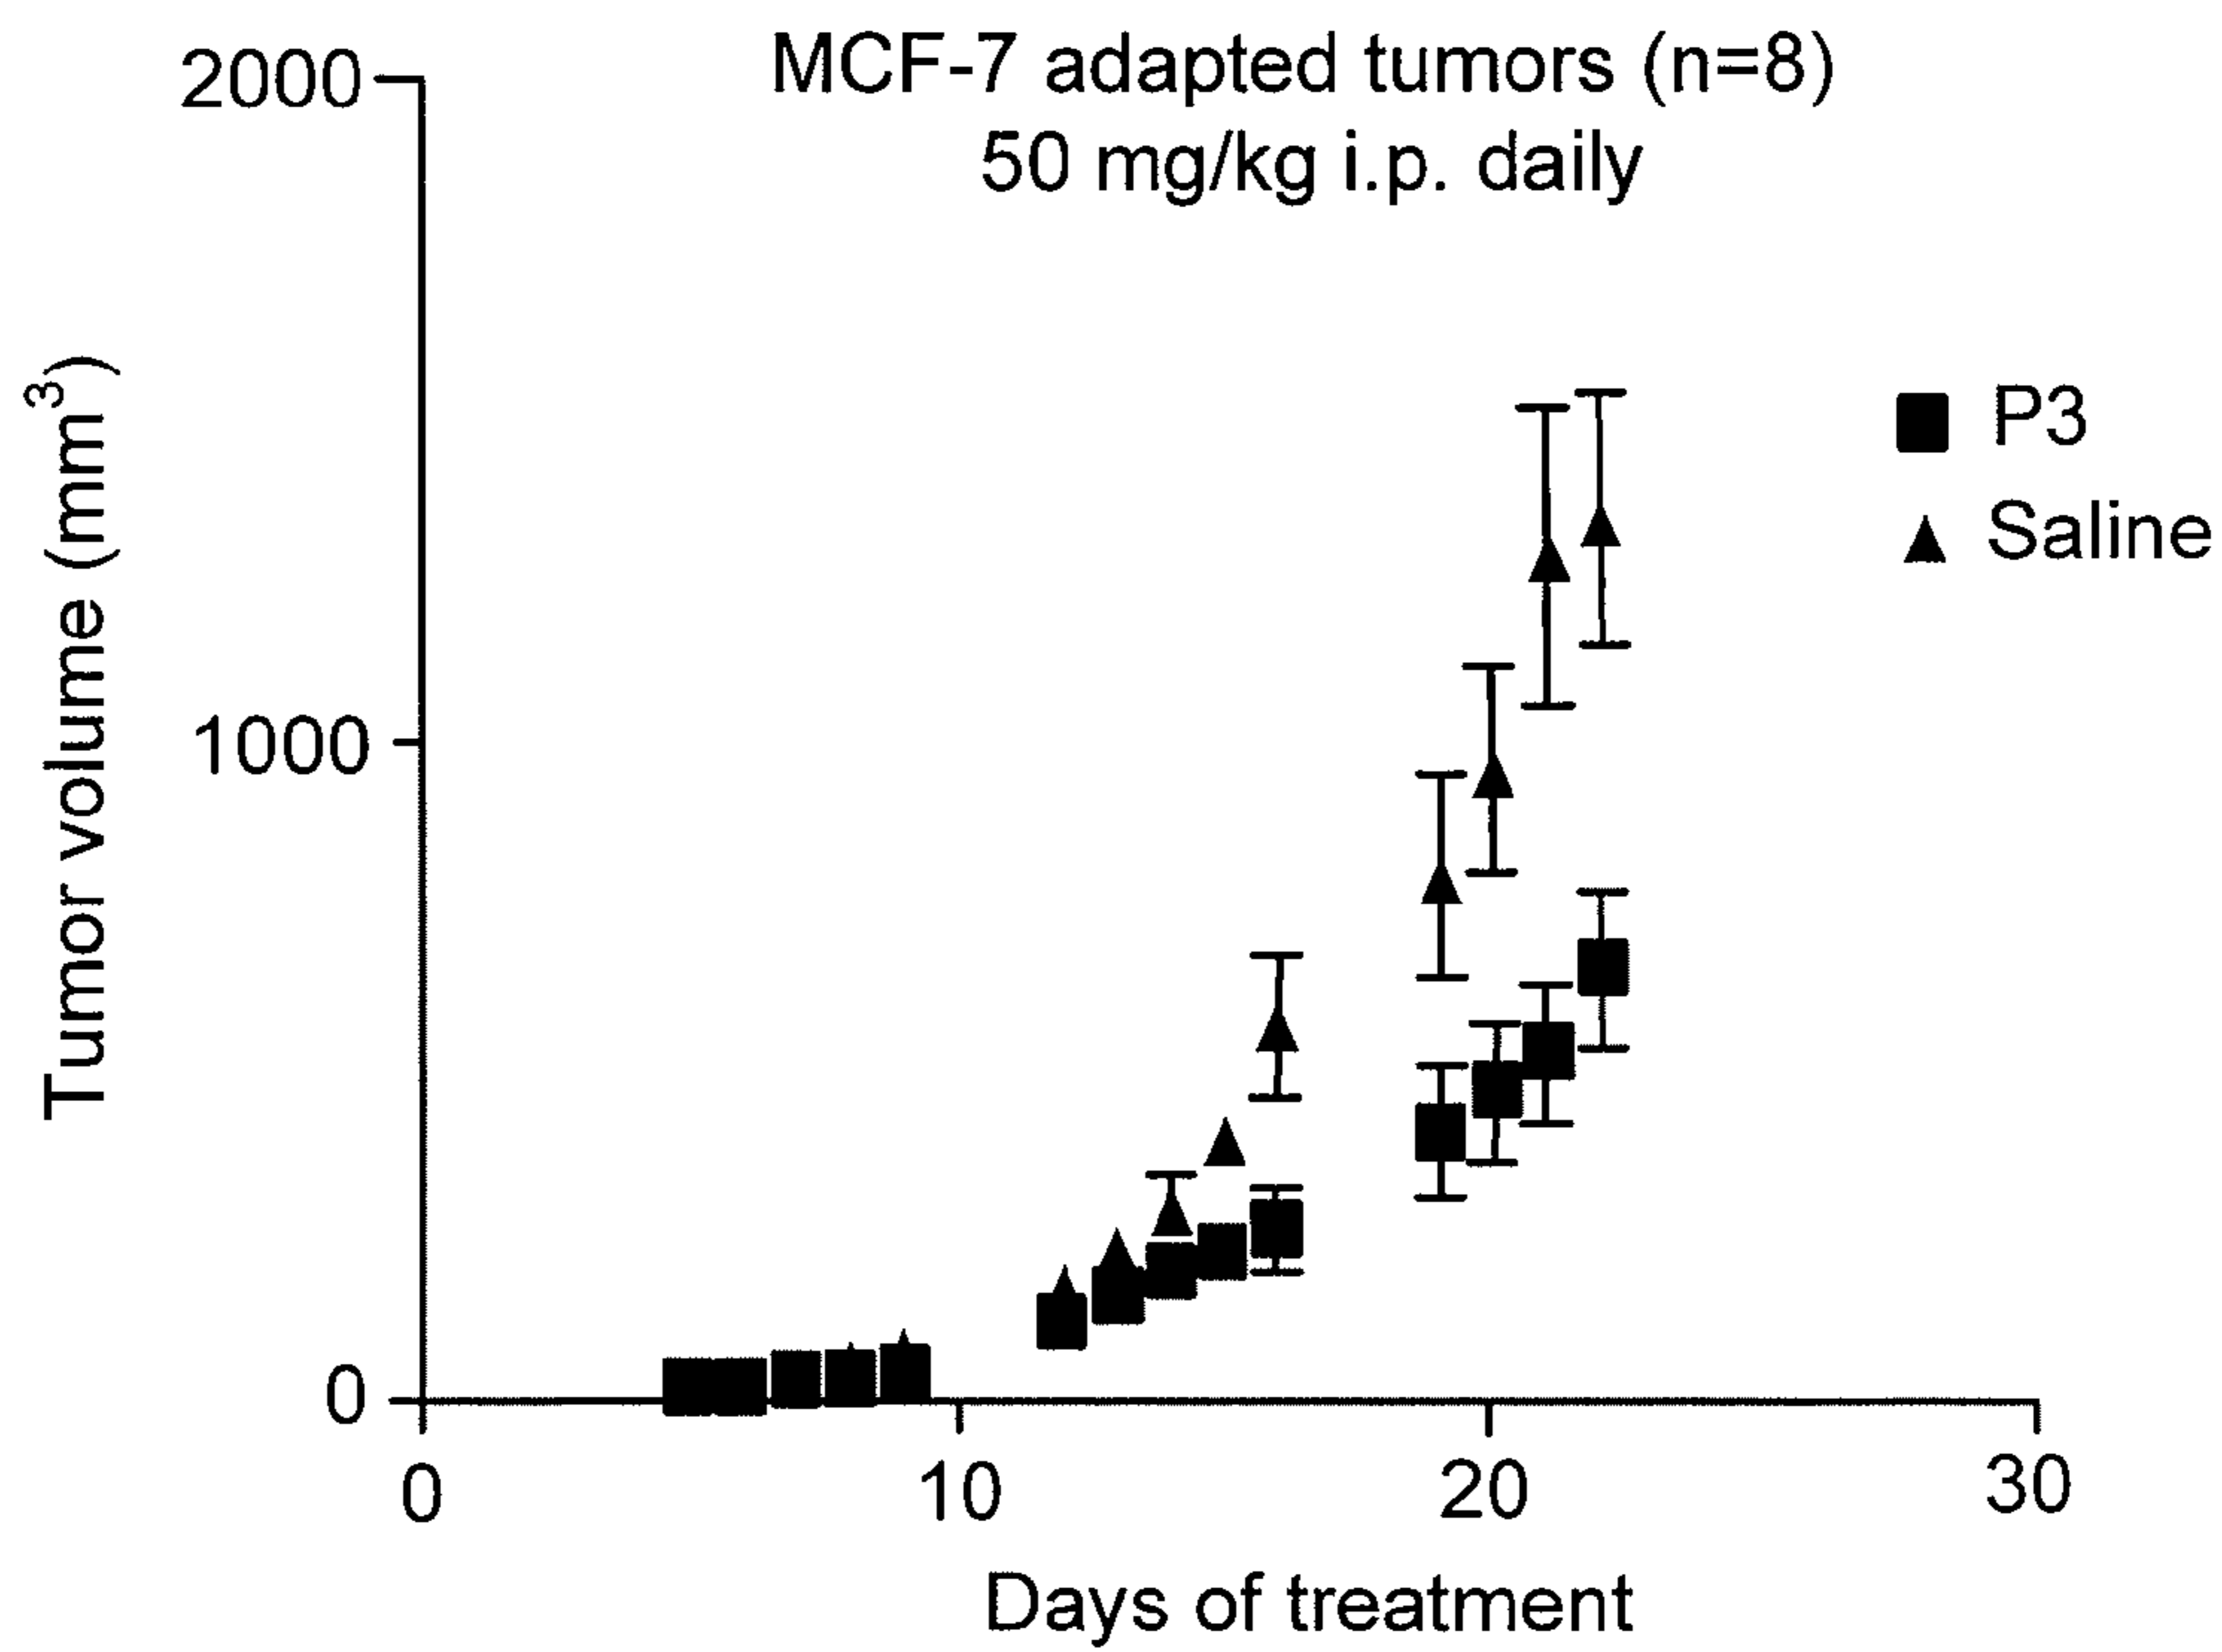 MCF-7 adapted tumors (n=8)
50 mg/kg i.p. daily
2000
1000
0
Tumor volume (mm³)
P3
Saline
0
10
20
30
Days of treatment